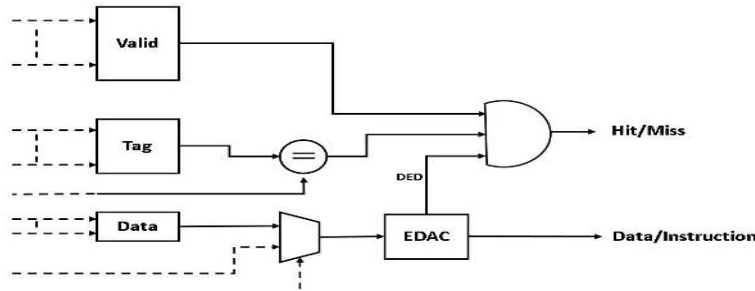 Valid
Hit/Miss
Tag
==
DED
Data
EDAC
Data/Instruction